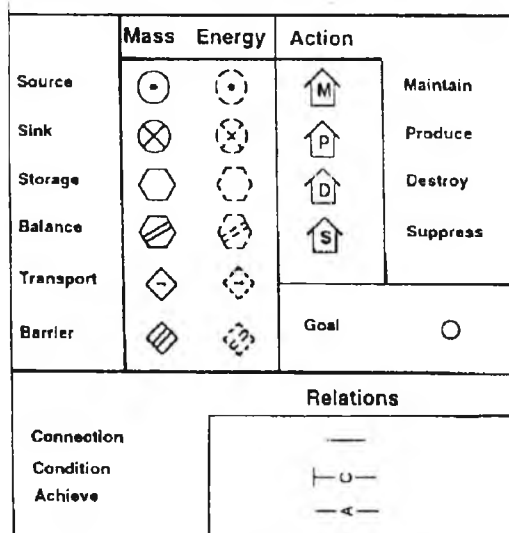 Mass Energy Action
Source M Maintain
Sink P Produce
Storage D Destroy
Balance S Suppress
Transport
Barrier Goal
Relations
Connection
Condition C
Achieve A